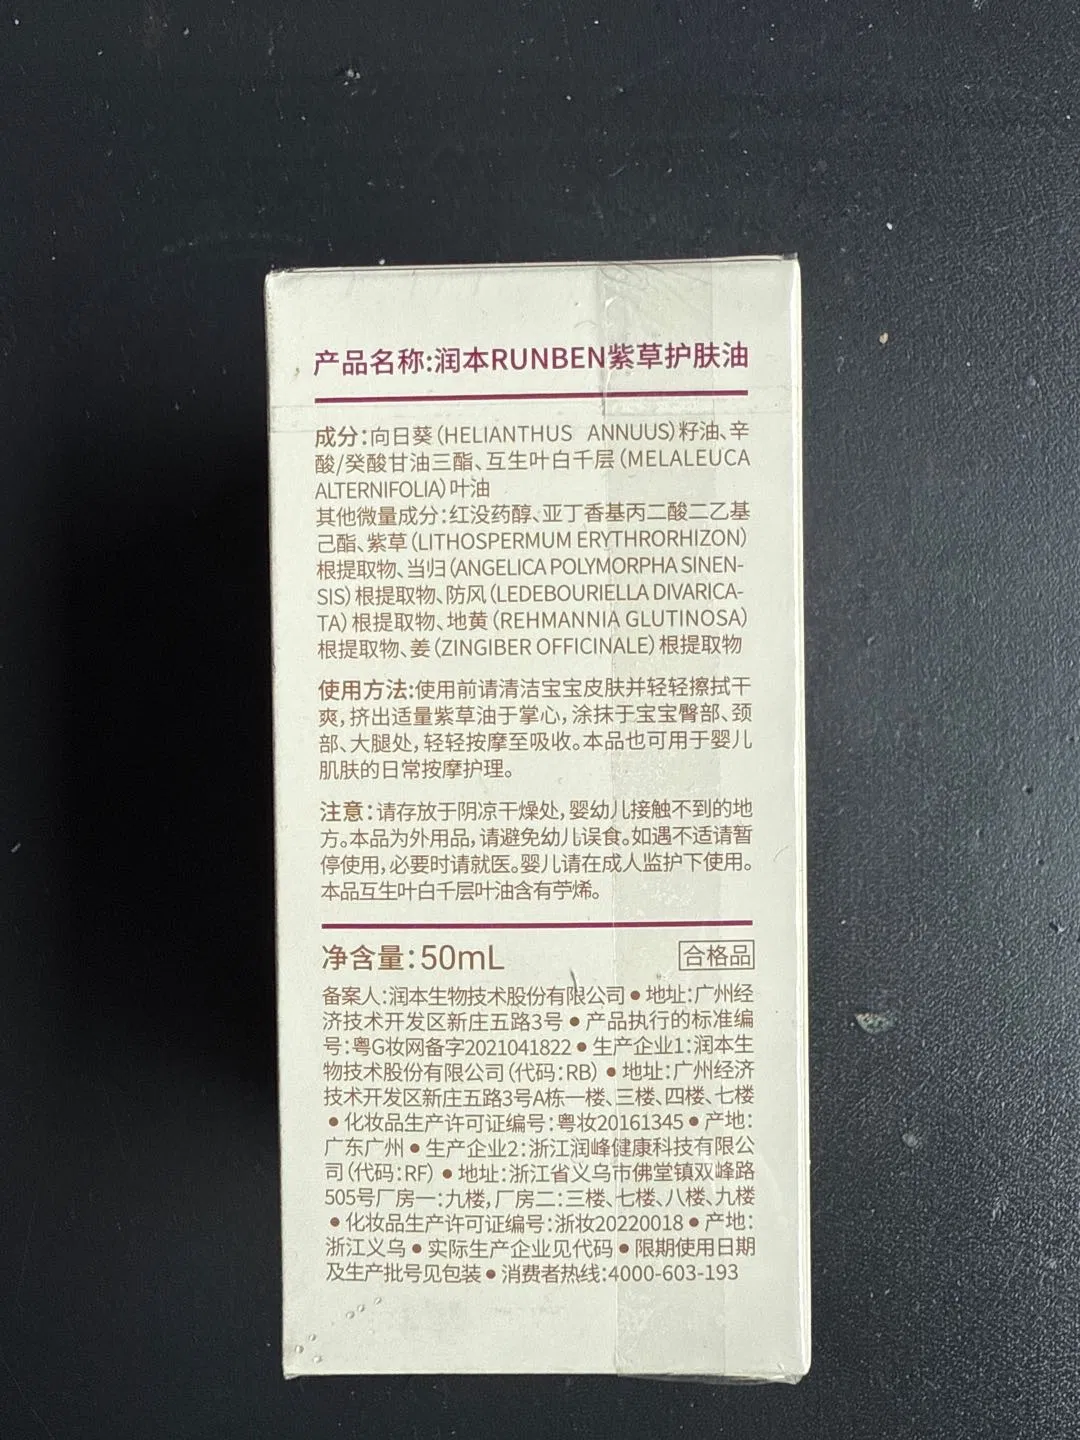 产品名称:润本RUNBEN紫草护肤油
成分:向日葵(HELIANTHUS ANNUUS)籽油、辛
酸/癸酸甘油三酯、互生叶白千层(MELALEUCA
ALTERNIFOLIA)叶油
其他微量成分:红没药醇、亚丁香基丙二酸二乙基
己酯、紫草(LITHOSPERMUM ERYTHRORHIZON)
根提取物、当归(ANGELICA POLYMORPHA SINEN-
SIS)根提取物、防风(LEDEBOURIELLA DIVARICA-
TA)根提取物、地黄(REHMANNIA GLUTINOSA)
根提取物、姜(ZINGIBER OFFICINALE)根提取物
使用方法:使用前请清洁宝宝皮肤并轻轻擦拭干
爽,挤出适量紫草油于掌心,涂抹于宝宝臀部、颈
部、大腿处,轻轻按摩至吸收。本品也可用于婴儿
肌肤的日常按摩护理。
注意:请存放于阴凉干燥处,婴幼儿接触不到的地
方。本品为外用品,请避免幼儿误食。如遇不适请暂
停使用,必要时请就医。婴儿请在成人监护下使用。
本品互生叶白千层叶油含有苧烯。
净含量:50mL 合格品
备案人:润本生物技术股份有限公司●地址:广州经
济技术开发区新庄五路3号●产品执行的标准编
号:粤G妆网备字2021041822●生产企业1:润本生
物技术股份有限公司(代码:RB)●地址:广州经济
技术开发区新庄五路3号A栋一楼、三楼、四楼、七楼
●化妆品生产许可证编号:粤妆20161345●产地:
广东广州●生产企业2:浙江润峰健康科技有限公
司(代码:RF)●地址:浙江省义乌市佛堂镇双峰路
505号厂房一:九楼,厂房二:三楼、七楼、八楼、九楼
●化妆品生产许可证编号:浙妆20220018●产地:
浙江义乌●实际生产企业见代码●限期使用日期
及生产批号见包装●消费者热线:4000-603-193